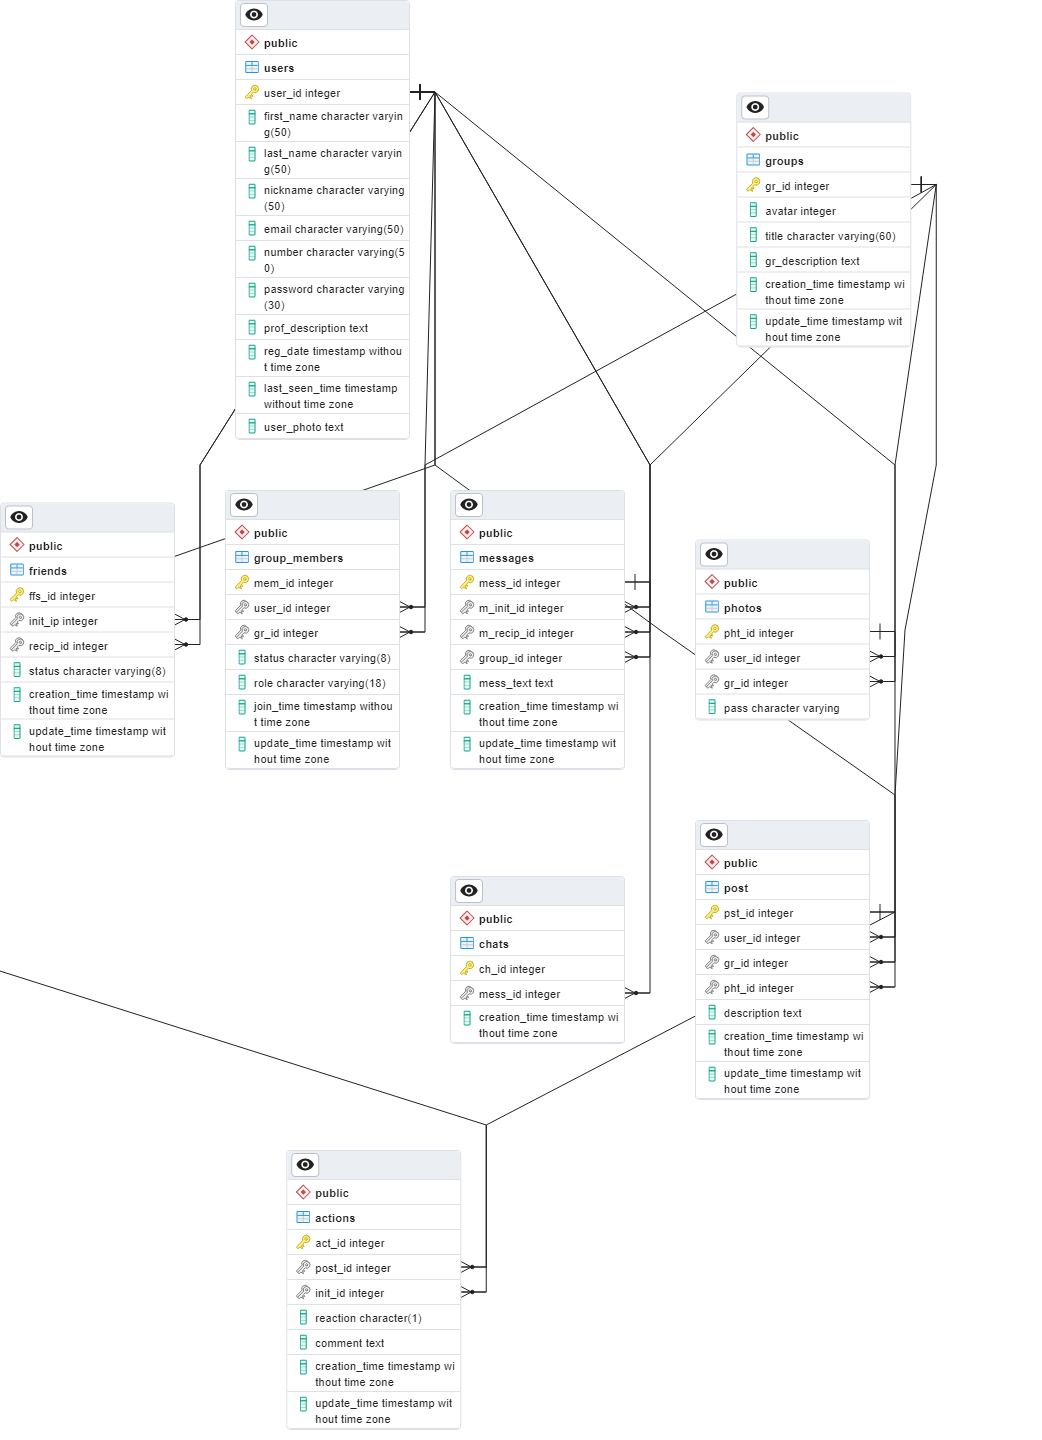 public
users
user_id integer
first_name character varyin
g(50)
last_name character varyin
g(50)
nickname character varying
(50)
email character varying(50)
number character varying(5
0)
password character varying
(30)
prof_description text
reg_date timestamp withou
t time zone
last_seen_time timestamp
without time zone
user_photo text
public
groups
gr_id integer
avatar integer
title character varying(60)
gr_description text
creation_time timestamp wi
thout time zone
update_time timestamp wit
hout time zone
public
friends
ffs_id integer
init_ip integer
recip_id integer
status character varying(8)
creation_time timestamp wi
thout time zone
update_time timestamp wit
hout time zone
public
group_members
mem_id integer
user_id integer
gr_id integer
status character varying(8)
role character varying(18)
join_time timestamp withou
t time zone
update_time timestamp wit
hout time zone
public
messages
mess_id integer
m_init_id integer
m_recip_id integer
group_id integer
mess_text text
creation_time timestamp wi
thout time zone
update_time timestamp wit
hout time zone
public
photos
pht_id integer
user_id integer
gr_id integer
pass character varying
public
post
pst_id integer
user_id integer
gr_id integer
pht_id integer
description text
creation_time timestamp wi
thout time zone
update_time timestamp wit
hout time zone
public
chats
ch_id integer
mess_id integer
creation_time timestamp wi
thout time zone
public
actions
act_id integer
post_id integer
init_id integer
reaction character(1)
comment text
creation_time timestamp wi
thout time zone
update_time timestamp wit
hout time zone